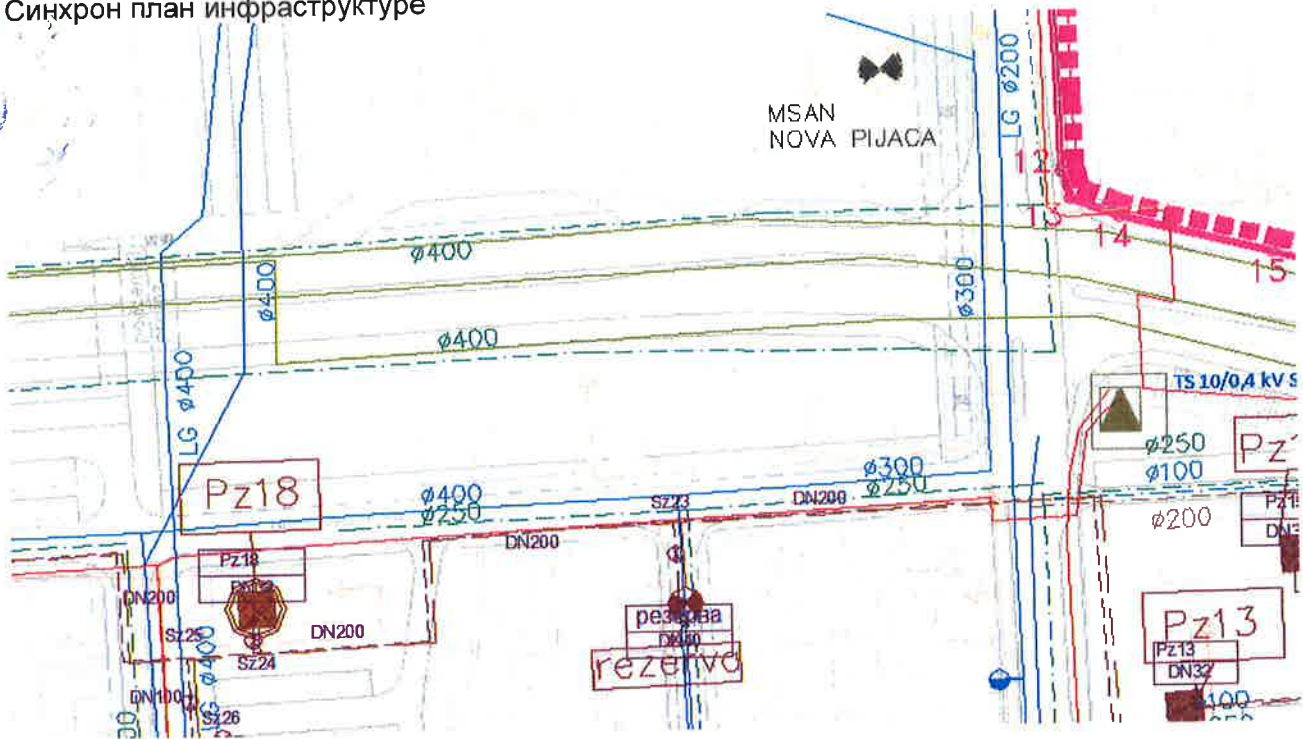 Синхрон план инфраструктуре
LG ø200
MSAN
NOVA PIJACA
12
13
14
15
ø400
ø400
ø300
ø400
LG ø400
TS 10/0,4 kV S
ø250
ø100
Pz18
ø400
ø250
Sz23
DN200
ø300
ø250
ø200
DN200
Pz18
DN200
Sz25
DN200
Sz24
резерва
rezerva
Pz13
Pz13
DN32
DN100
Sz26
ø400